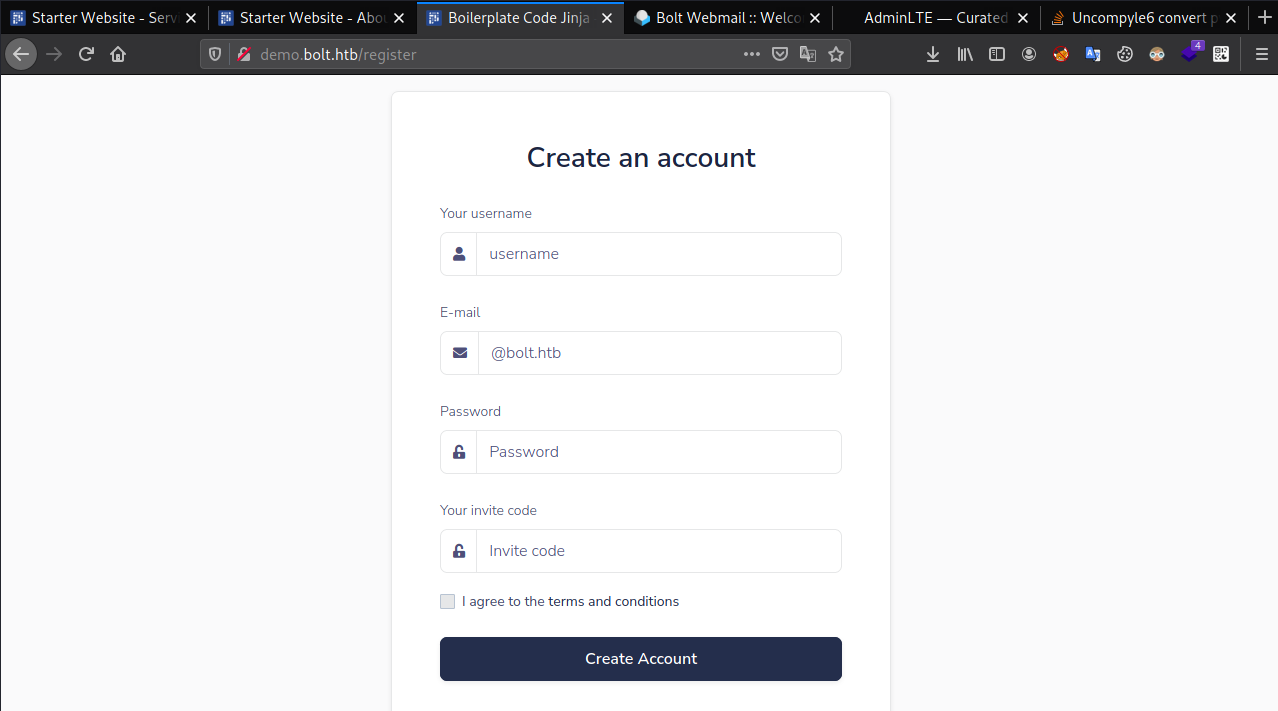 Starter Website - Serv
Starter Website - Abou
Boilerplate Code Jinja
Bolt Webmail :: Welco
AdminLTE — Curated
Uncompyle6 convert p
demo.bolt.htb/register
4
Create an account
Your username
username
E-mail
@bolt.htb
Password
Password
Your invite code
Invite code
I agree to the terms and conditions
Create Account